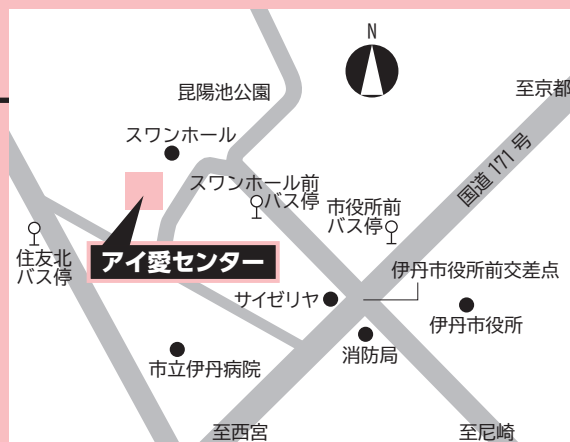 N
至京都
昆陽池公園
スワンホール
国道 171 号
スワンホール前
バス停
市役所前
バス停
住友北
バス停
アイ愛センター
伊丹市役所前交差点
サイゼリヤ
伊丹市役所
消防局
市立伊丹病院
至西宮
至尼崎